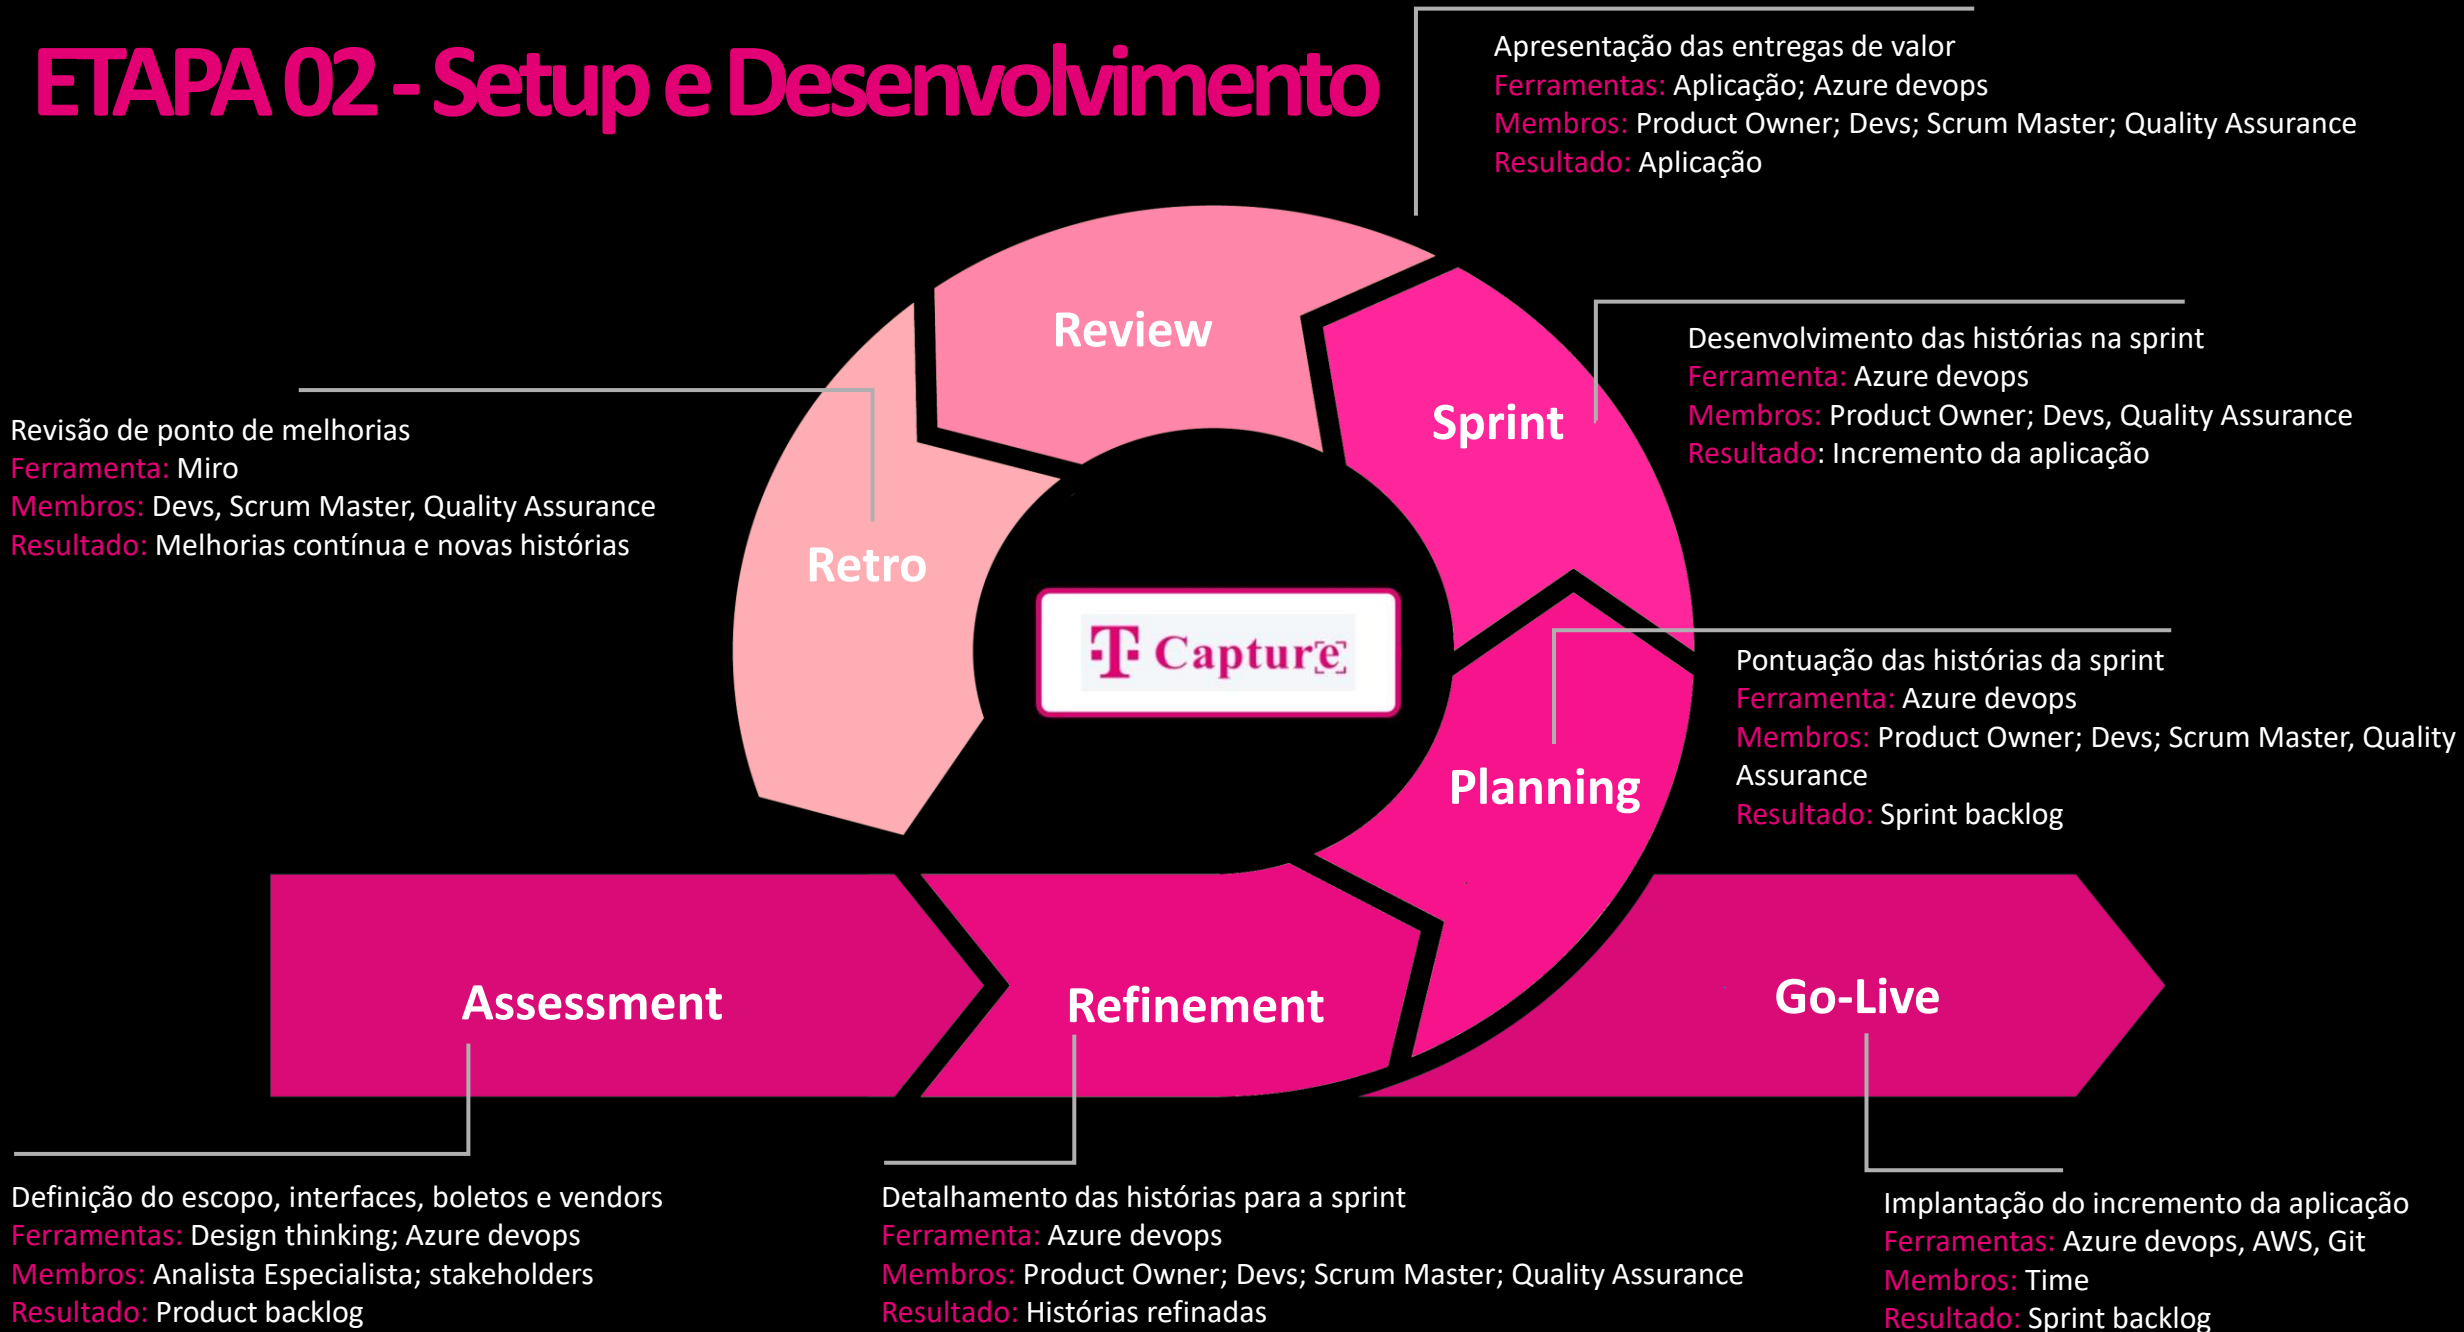 ETAPA 02 - Setup e Desenvolvimento
Apresentação das entregas de valor
Ferramentas: Aplicação; Azure devops
Membros: Product Owner; Devs; Scrum Master; Quality Assurance
Resultado: Aplicação
Review
Sprint
Desenvolvimento das histórias na sprint
Ferramenta: Azure devops
Membros: Product Owner; Devs, Quality Assurance
Resultado: Incremento da aplicação
Revisão de ponto de melhorias
Ferramenta: Miro
Membros: Devs, Scrum Master, Quality Assurance
Resultado: Melhorias contínua e novas histórias
Retro
T Capture
Pontuação das histórias da sprint
Ferramenta: Azure devops
Membros: Product Owner; Devs; Scrum Master, Quality
Assurance
Resultado: Sprint backlog
Planning
Assessment
Refinement
Go-Live
Definição do escopo, interfaces, boletos e vendors
Ferramentas: Design thinking; Azure devops
Membros: Analista Especialista; stakeholders
Resultado: Product backlog
Detalhamento das histórias para a sprint
Ferramenta: Azure devops
Membros: Product Owner; Devs; Scrum Master; Quality Assurance
Resultado: Histórias refinadas
Implantação do incremento da aplicação
Ferramentas: Azure devops, AWS, Git
Membros: Time
Resultado: Sprint backlog